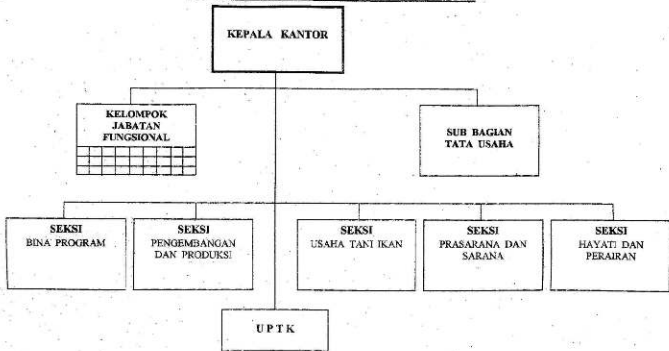 KEPALA KANTOR
KELOMPOK
JABATAN
FUNGSIONAL
SUB BAGIAN
TATA USAHA
SEKSI
BINA PROGRAM
SEKSI
PENGEMBANGAN
DAN PRODUKSI
SEKSI
USAHA TANI IKAN
SEKSI
PRASARANA DAN
SARANA
SEKSI
HAYATI DAN
PERAIRAN
U P T K